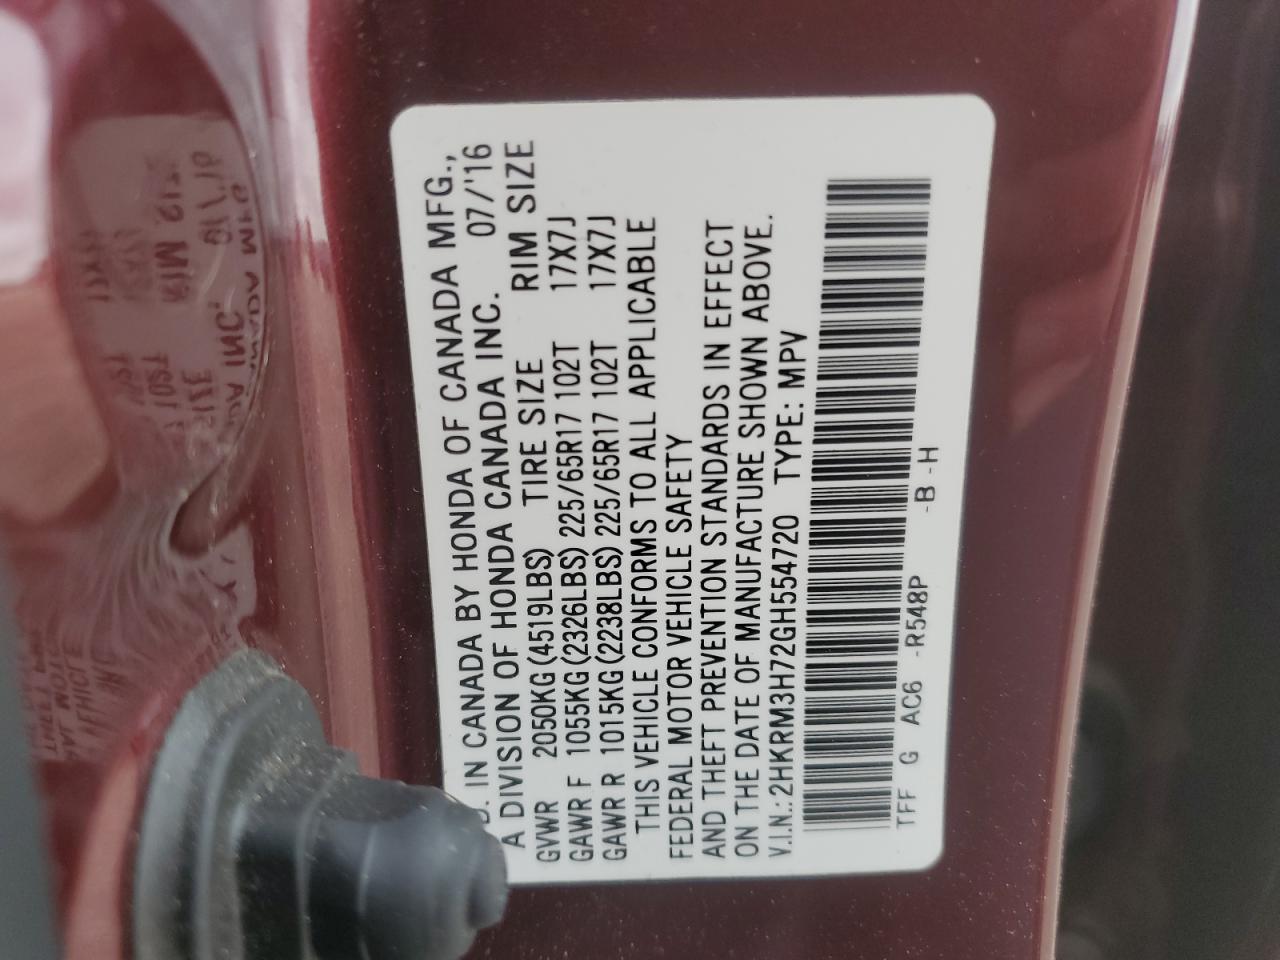 IN CANADA BY HONDA OF CANADA MFG.,
A DIVISION OF HONDA CANADA INC. 07/'16
GVWR 2050KG(4519LBS) TIRE SIZE RIM SIZE
GAWR F 1055KG(2326LBS) 225/65R17 102T 17X7J
GAWR R 1015KG(2238LBS) 225/65R17 102T 17X7J
THIS VEHICLE CONFORMS TO ALL APPLICABLE
FEDERAL MOTOR VEHICLE SAFETY
AND THEFT PREVENTION STANDARDS IN EFFECT
ON THE DATE OF MANUFACTURE SHOWN ABOVE.
V.I.N.:2HKRM3H72GH554720 TYPE:MPV
TFF G AC6 -R548P -B -H